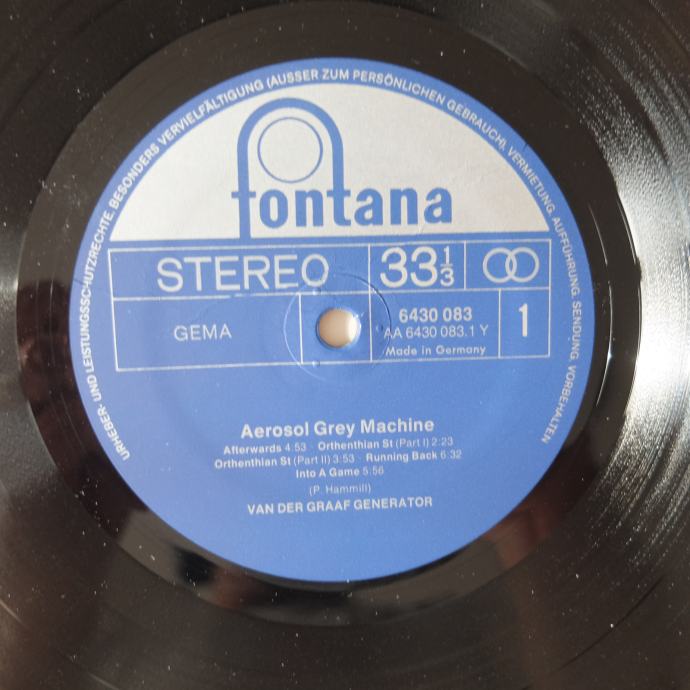 URHEBER- UND LEISTUNGSSCHUTZRECHTE, BESONDERS VERVIELFÄLTIGUNG (AUSSER ZUM PERSÖNLICHEN GEBRAUCH), VERMIETUNG, AUFFÜHRUNG, SENDUNG, VORBEHALTEN
fontana
STEREO 33 1/3
GEMA
6430 083
AA 6430 083.1 Y
Made in Germany
1
Aerosol Grey Machine
Afterwards 4:53 · Orthenthian St (Part I) 2:23
Orthenthian St (Part II) 3:53 · Running Back 6:32
Into A Game 5:56
(P. Hammill)
VAN DER GRAAF GENERATOR